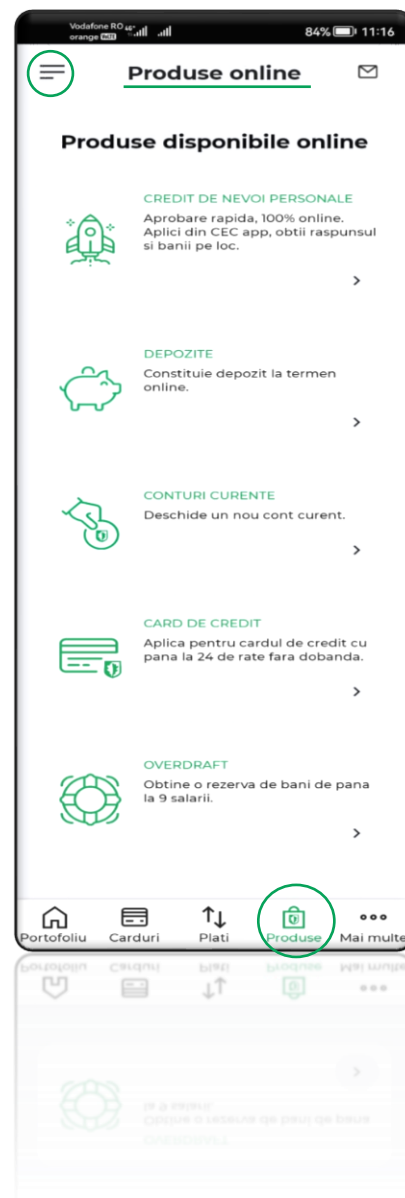 Vodafone RO
orange VoLTE
84% 11:16
Produse online
Produse disponibile online
CREDIT DE NEVOI PERSONALE
Aprobare rapida, 100% online.
Aplici din CEC app, obtii raspunsul
si banii pe loc.
DEPOZITE
Constituie depozit la termen
online.
CONTURI CURENTE
Deschide un nou cont curent.
CARD DE CREDIT
Aplica pentru cardul de credit cu
pana la 24 de rate fara dobanda.
OVERDRAFT
Obtine o rezerva de bani de pana
la 9 salarii.
Portofoliu Carduri Plati Produse Mai multe